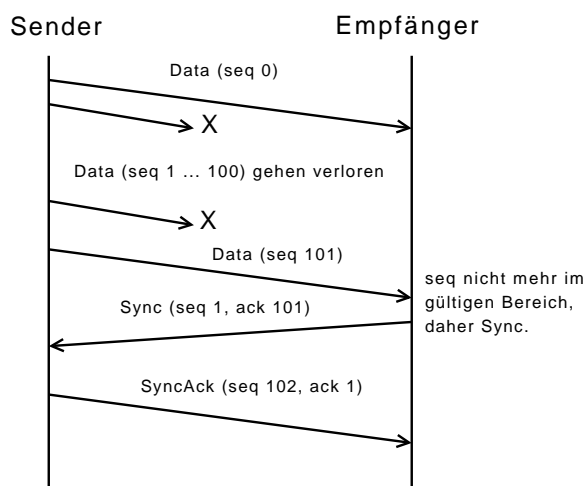 Sender
Empfänger
Data (seq 0)
X
Data (seq 1 ... 100) gehen verloren
X
Data (seq 101)
seq nicht mehr im
gültigen Bereich,
daher Sync.
Sync (seq 1, ack 101)
SyncAck (seq 102, ack 1)